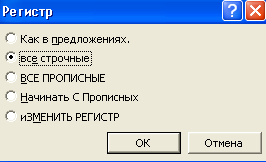 Регистр
Как в предложениях.
все строчные
ВСЕ ПРОПИСНЫЕ
Начинать С Прописных
иЗМЕНИТЬ РЕГИСТР
ОК Отмена